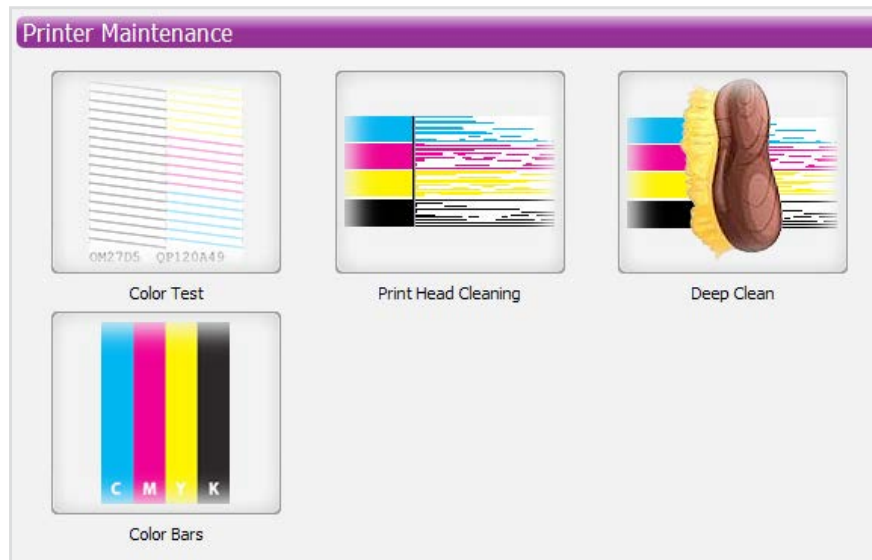 Printer Maintenance
OM27D5 QP120A49
Color Test
Print Head Cleaning
Deep Clean
C M Y K
Color Bars